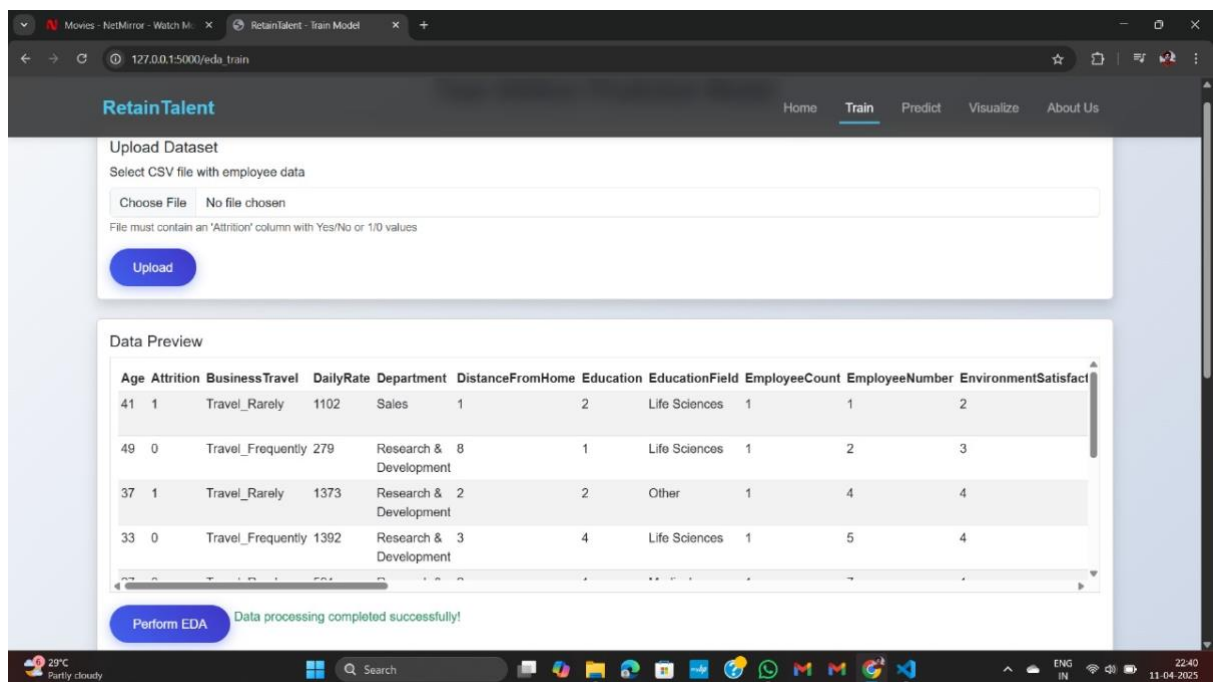 Movies - NetMirror - Watch Mo
RetainTalent - Train Model
127.0.0.1:5000/eda_train
RetainTalent
Home
Train
Predict
Visualize
About Us
Upload Dataset
Select CSV file with employee data
Choose File No file chosen
File must contain an 'Attrition' column with Yes/No or 1/0 values
Upload
Data Preview
Age Attrition BusinessTravel DailyRate Department DistanceFromHome Education EducationField EmployeeCount EmployeeNumber EnvironmentSatisfact
41 1 Travel_Rarely 1102 Sales 1 2 Life Sciences 1 1 2
49 0 Travel_Frequently 279 Research & 8 1 Life Sciences 1 2 3
Development
37 1 Travel_Rarely 1373 Research & 2 2 Other 1 4 4
Development
33 0 Travel_Frequently 1392 Research & 3 4 Life Sciences 1 5 4
Development
Perform EDA Data processing completed successfully!
6
29°C
Partly cloudy
Search
ENG
IN
22:40
11-04-2025